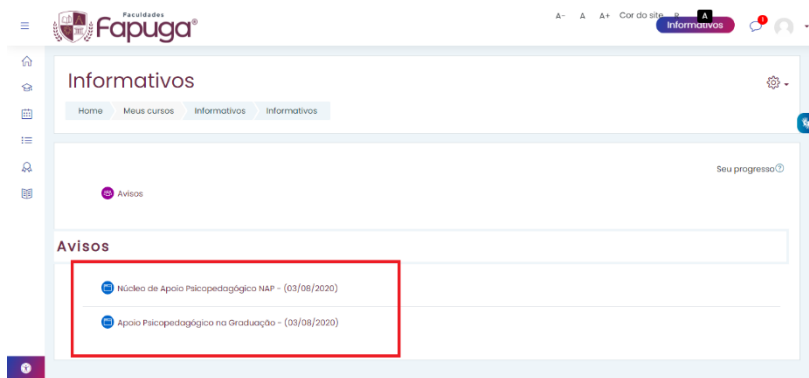 Faculdades
Fapuga®
A- A A+ Cor do site R A
Informativos
Informativos
Home Meus cursos Informativos Informativos
Seu progresso
Avisos
Avisos
Núcleo de Apoio Psicopedagógico NAP - (03/08/2020)
Apoio Psicopedagógico na Graduação - (03/08/2020)